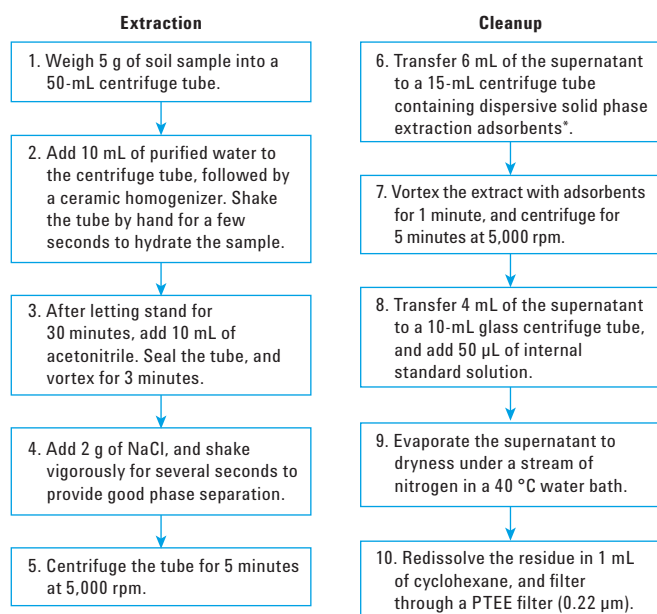 Extraction
1. Weigh 5 g of soil sample into a
50-mL centrifuge tube.
2. Add 10 mL of purified water to
the centrifuge tube, followed by
a ceramic homogenizer. Shake
the tube by hand for a few
seconds to hydrate the sample.
3. After letting stand for
30 minutes, add 10 mL of
acetonitrile. Seal the tube, and
vortex for 3 minutes.
4. Add 2 g of NaCl, and shake
vigorously for several seconds to
provide good phase separation.
5. Centrifuge the tube for 5 minutes
at 5,000 rpm.
Cleanup
6. Transfer 6 mL of the supernatant
to a 15-mL centrifuge tube
containing dispersive solid phase
extraction adsorbents*.
7. Vortex the extract with adsorbents
for 1 minute, and centrifuge for
5 minutes at 5,000 rpm.
8. Transfer 4 mL of the supernatant
to a 10-mL glass centrifuge tube,
and add 50 µL of internal
standard solution.
9. Evaporate the supernatant to
dryness under a stream of
nitrogen in a 40 °C water bath.
10. Redissolve the residue in 1 mL
of cyclohexane, and filter
through a PTEE filter (0.22 µm).